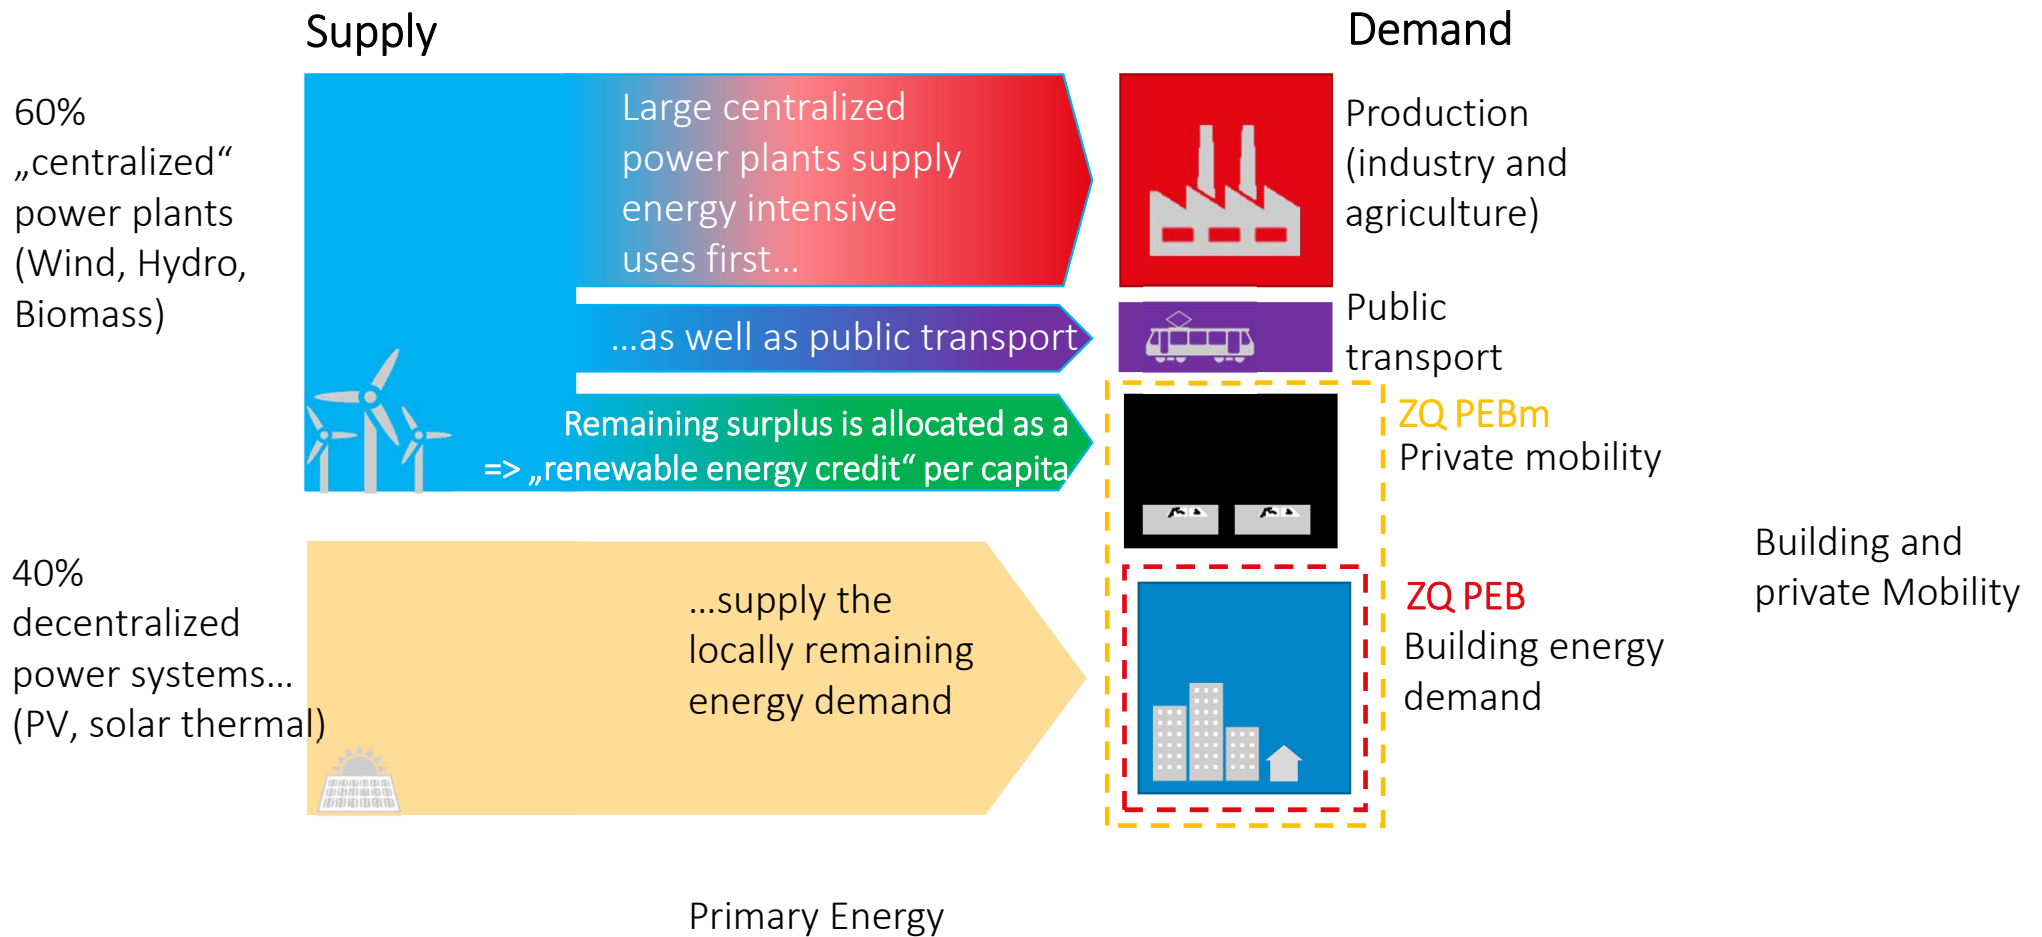 Supply
Demand
60%
„centralized“
power plants
(Wind, Hydro,
Biomass)
Large centralized
power plants supply
energy intensive
uses first...
Production
(industry and
agriculture)
...as well as public transport
Public
transport
Remaining surplus is allocated as a
=> „renewable energy credit“ per capita
ZQ PEBm
Private mobility
Building and
private Mobility
40%
decentralized
power systems...
(PV, solar thermal)
...supply the
locally remaining
energy demand
ZQ PEB
Building energy
demand
Primary Energy